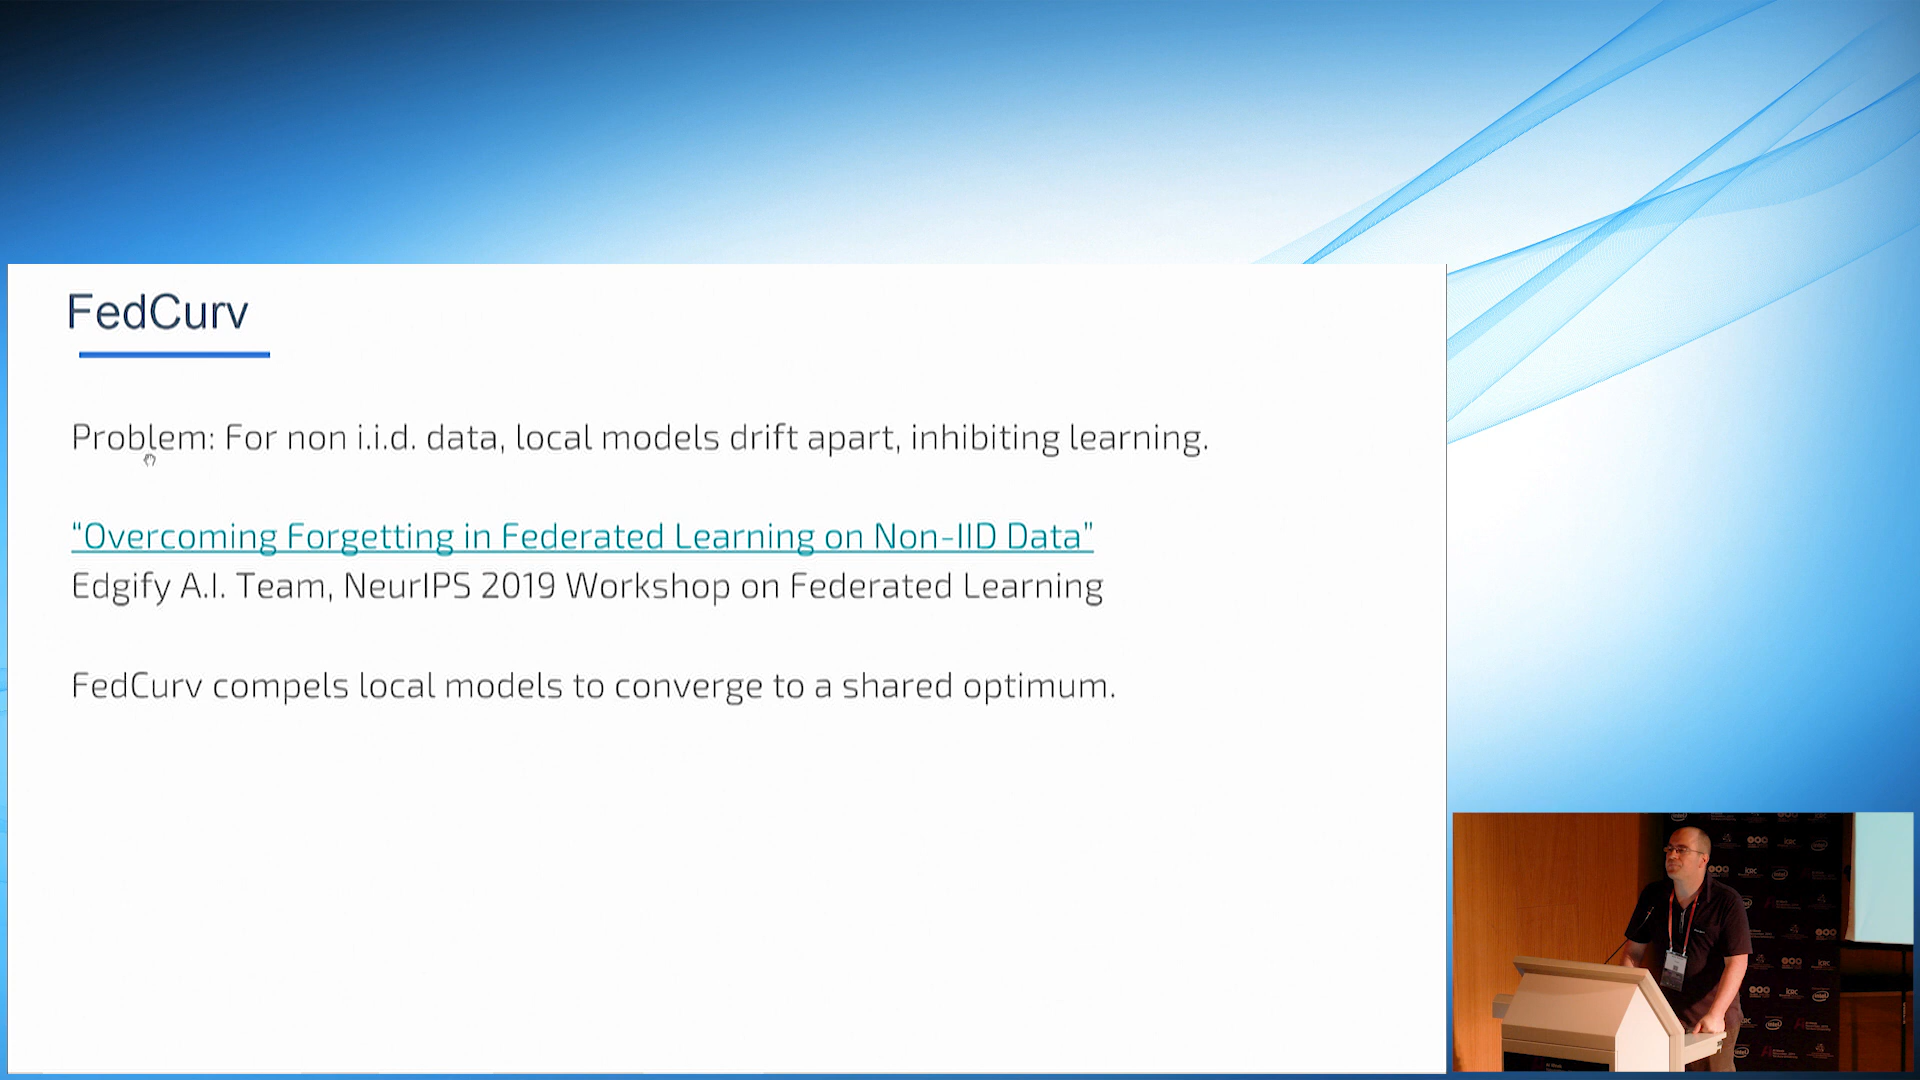 FedCurv
Problem: For non i.i.d. data, local models drift apart, inhibiting learning.
“Overcoming Forgetting in Federated Learning on Non-IID Data”
Edgify A.I. Team, NeurIPS 2019 Workshop on Federated Learning
FedCurv compels local models to converge to a shared optimum.